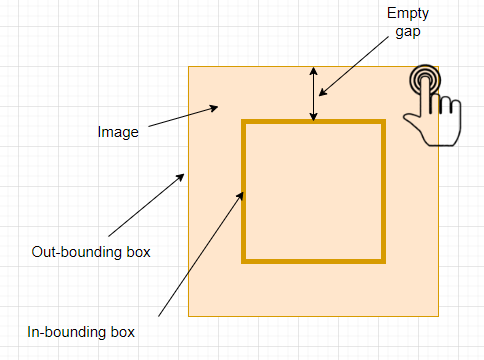 Empty
gap
Image
Out-bounding box
In-bounding box